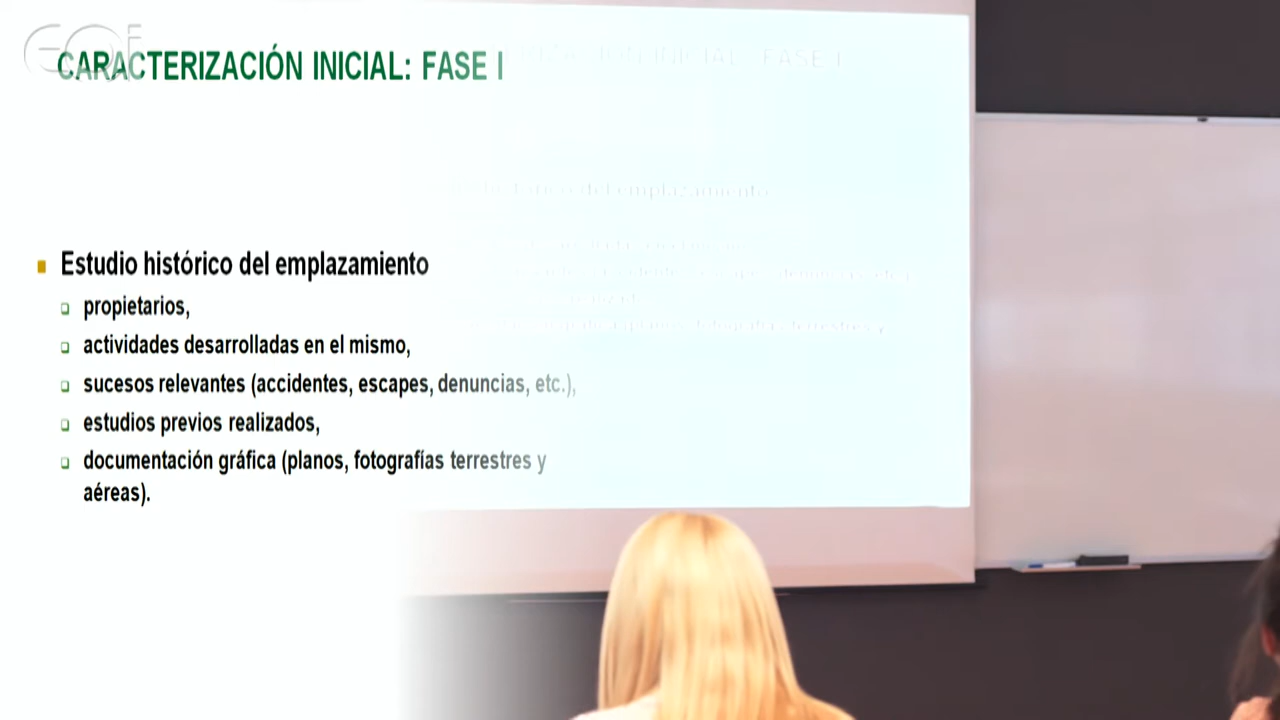 eoi
CARACTERIZACIÓN INICIAL: FASE I
Estudio histórico del emplazamiento
propietarios,
actividades desarrolladas en el mismo,
sucesos relevantes (accidentes, escapes, denuncias, etc.),
estudios previos realizados,
documentación gráfica (planos, fotografías terrestres y
aéreas).